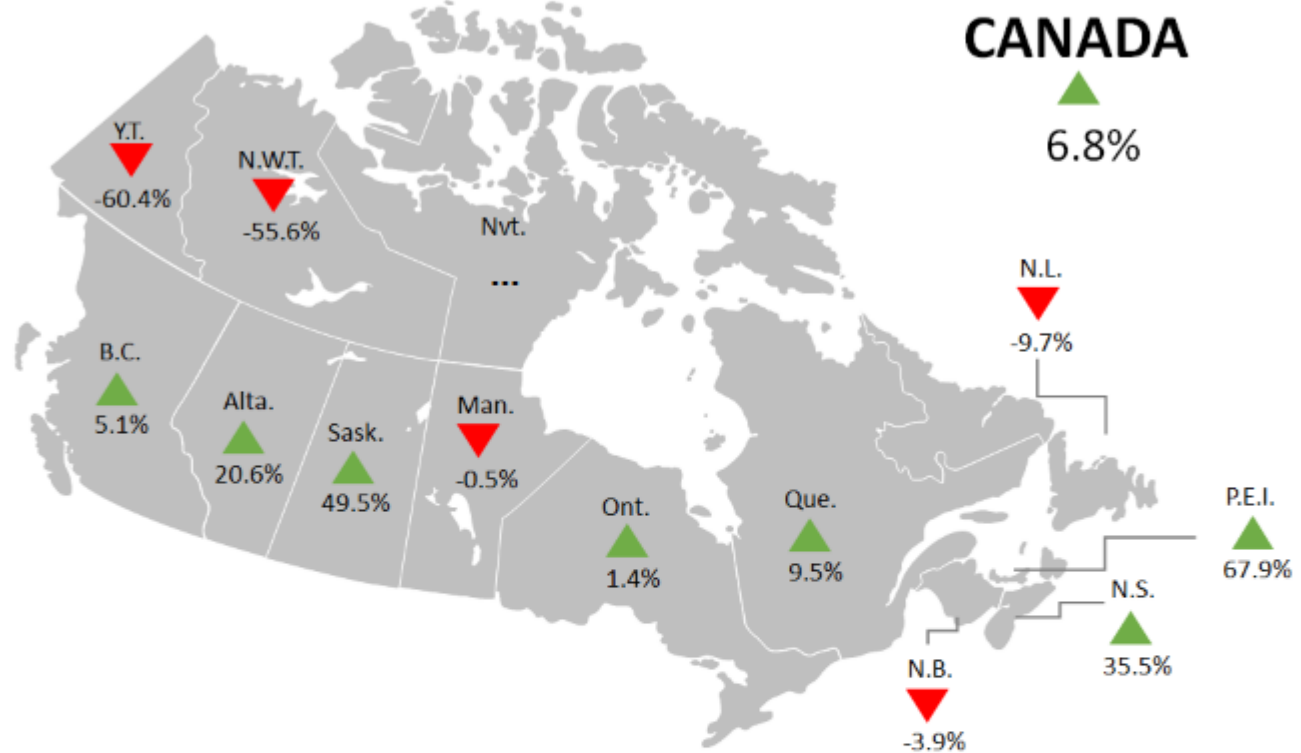 CANADA
6.8%
Y.T.
-60.4%
N.W.T.
-55.6%
Nvt.
...
N.L.
-9.7%
B.C.
5.1%
Alta.
20.6%
Sask.
49.5%
Man.
-0.5%
Ont.
1.4%
Que.
9.5%
P.E.I.
67.9%
N.S.
35.5%
N.B.
-3.9%